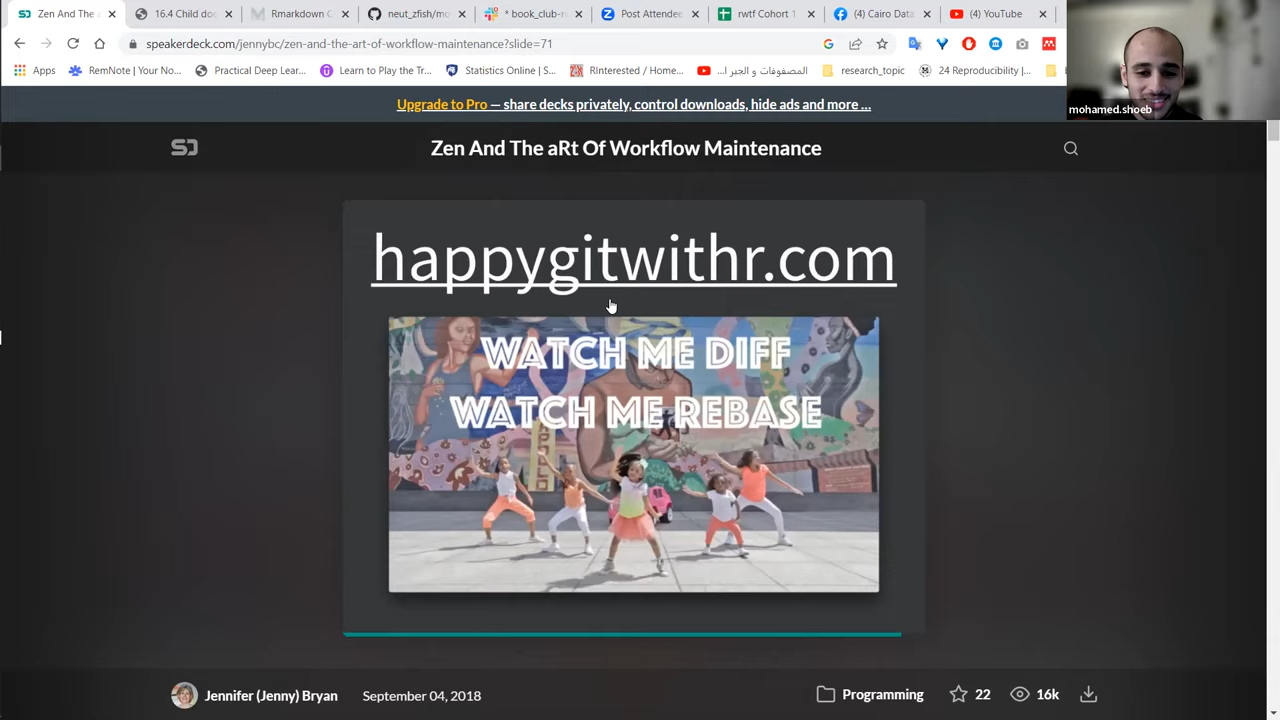 Zen And The a
16.4 Child do
Rmarkdown C
neut_zfish/mo
* book_club-r
Post Attendee
rwtf Cohort 1
(4) Cairo Data
(4) YouTube
speakerdeck.com/jennybc/zen-and-the-art-of-workflow-maintenance?slide=71
Apps
RemNote | Your No...
Practical Deep Lear...
Learn to Play the Tr...
Statistics Online | S...
RInterested / Home...
المصفوفات و الجبر ا...
research_topic
24 Reproducibility |...
mohamed.shoeb
Upgrade to Pro — share decks privately, control downloads, hide ads and more ...
Zen And The aRt Of Workflow Maintenance
happygitwithr.com
WATCH ME DIFF
WATCH ME REBASE
APOLLO
Jennifer (Jenny) Bryan
September 04, 2018
Programming
22
16k